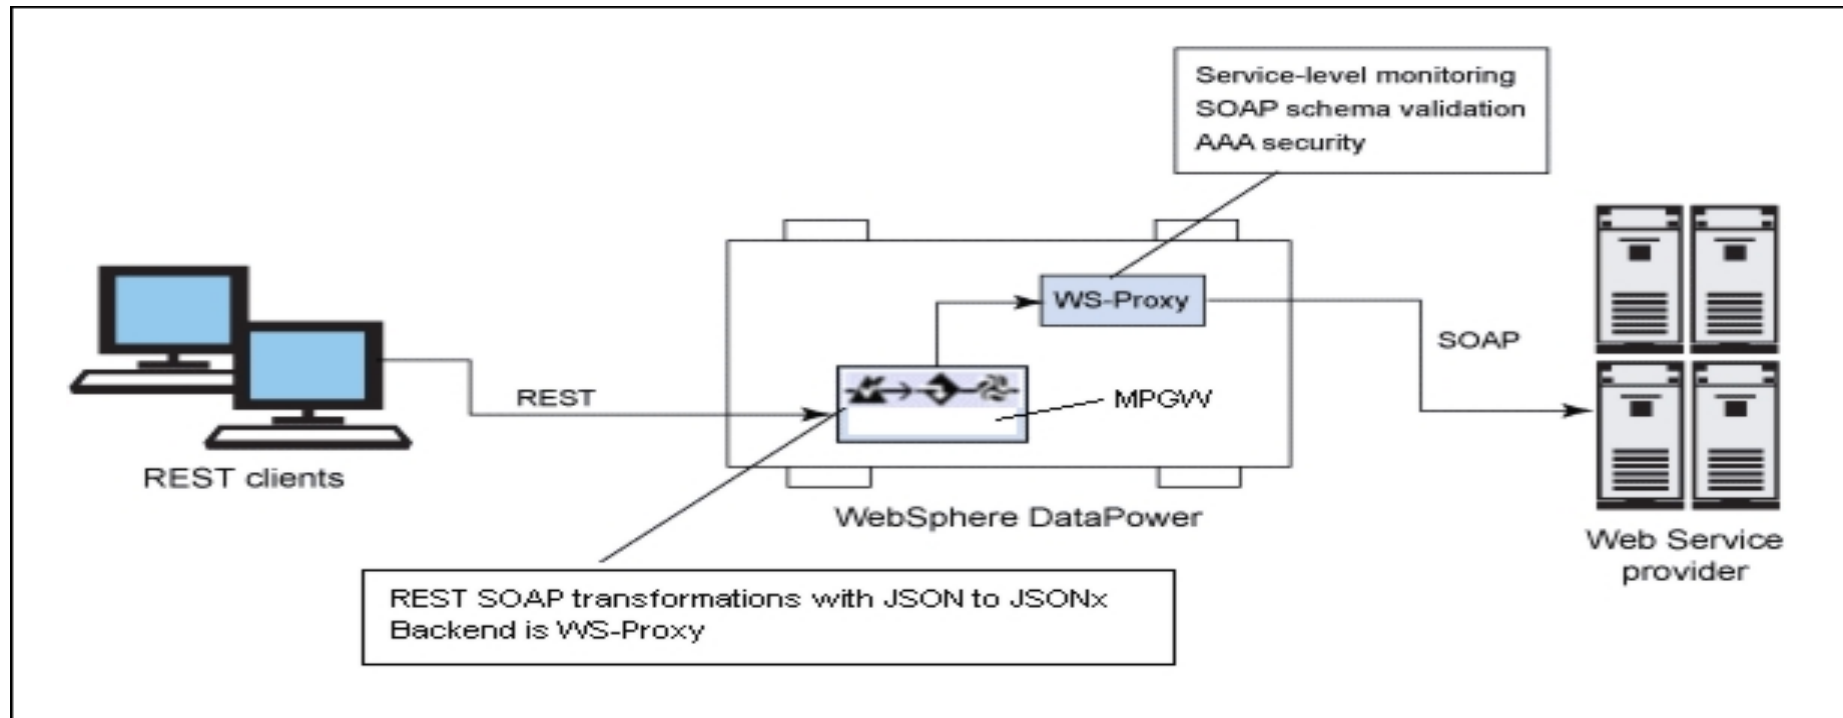 Service-level monitoring
SOAP schema validation
AAA security
WS-Proxy
SOAP
REST
MPGW
REST clients
WebSphere DataPower
Web Service
provider
REST SOAP transformations with JSON to JSONx
Backend is WS-Proxy